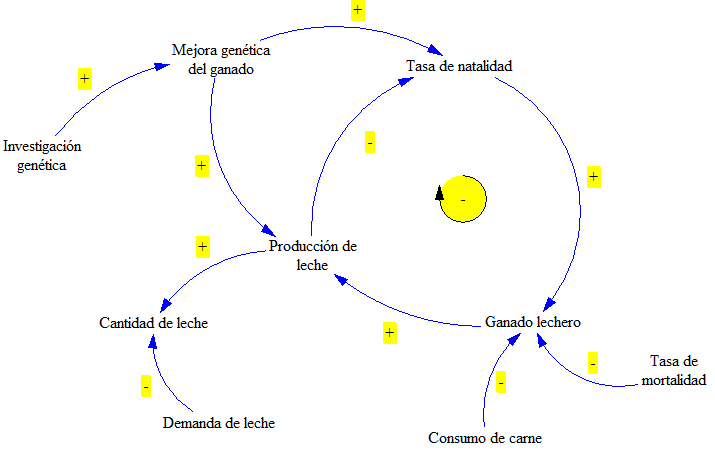 +
Mejora genética
del ganado
Tasa de natalidad
+
Investigación
genética
-
+
+
-
Producción de
leche
+
Cantidad de leche
Ganado lechero
+
-
Tasa de
mortalidad
-
-
Demanda de leche
Consumo de carne